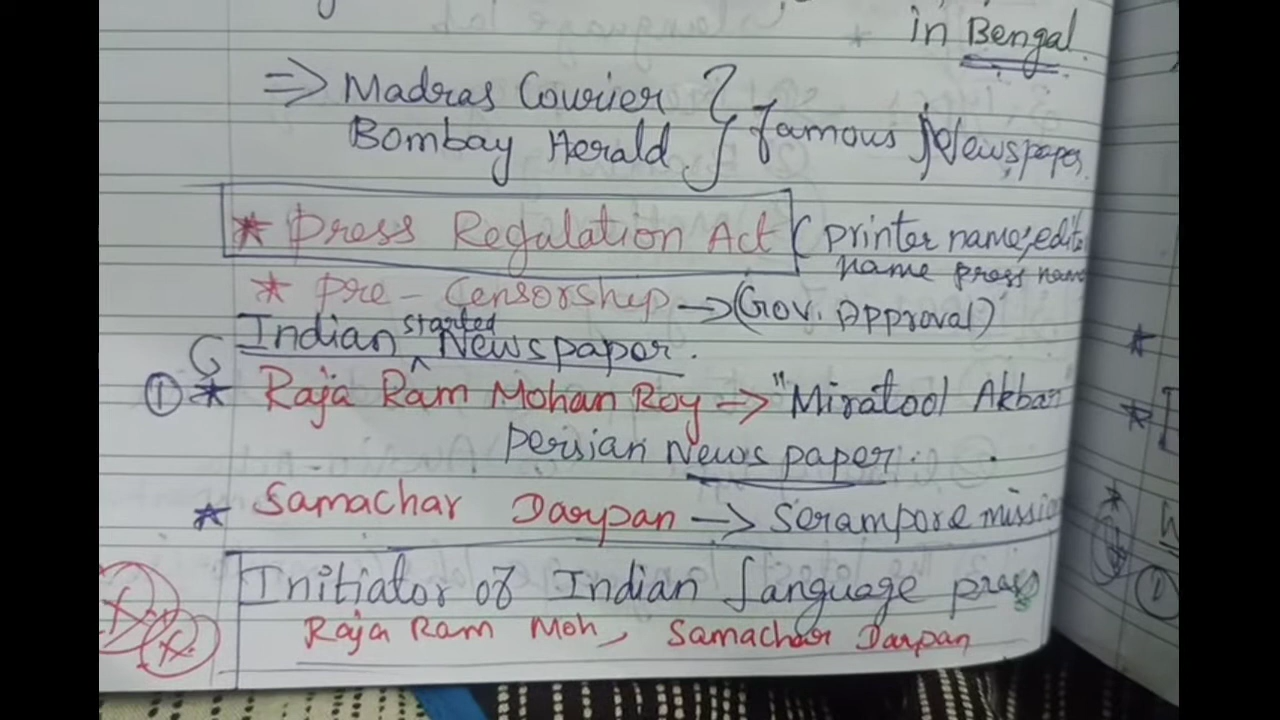 in Bengal
=> Madras Courier } famous Newspaper
Bombay Herald
* Press Regulation Act ( printer name, edito
name press name
* Pre - Censorship -> (Gov. Approval)
Indian started Newspaper.
① * Raja Ram Mohan Roy -> "Miratool Akbar
Persian News paper.
* Samachar Darpan -> Serampore missio
Initiator of Indian language press
Raja Ram Moh, Samachar Darpan